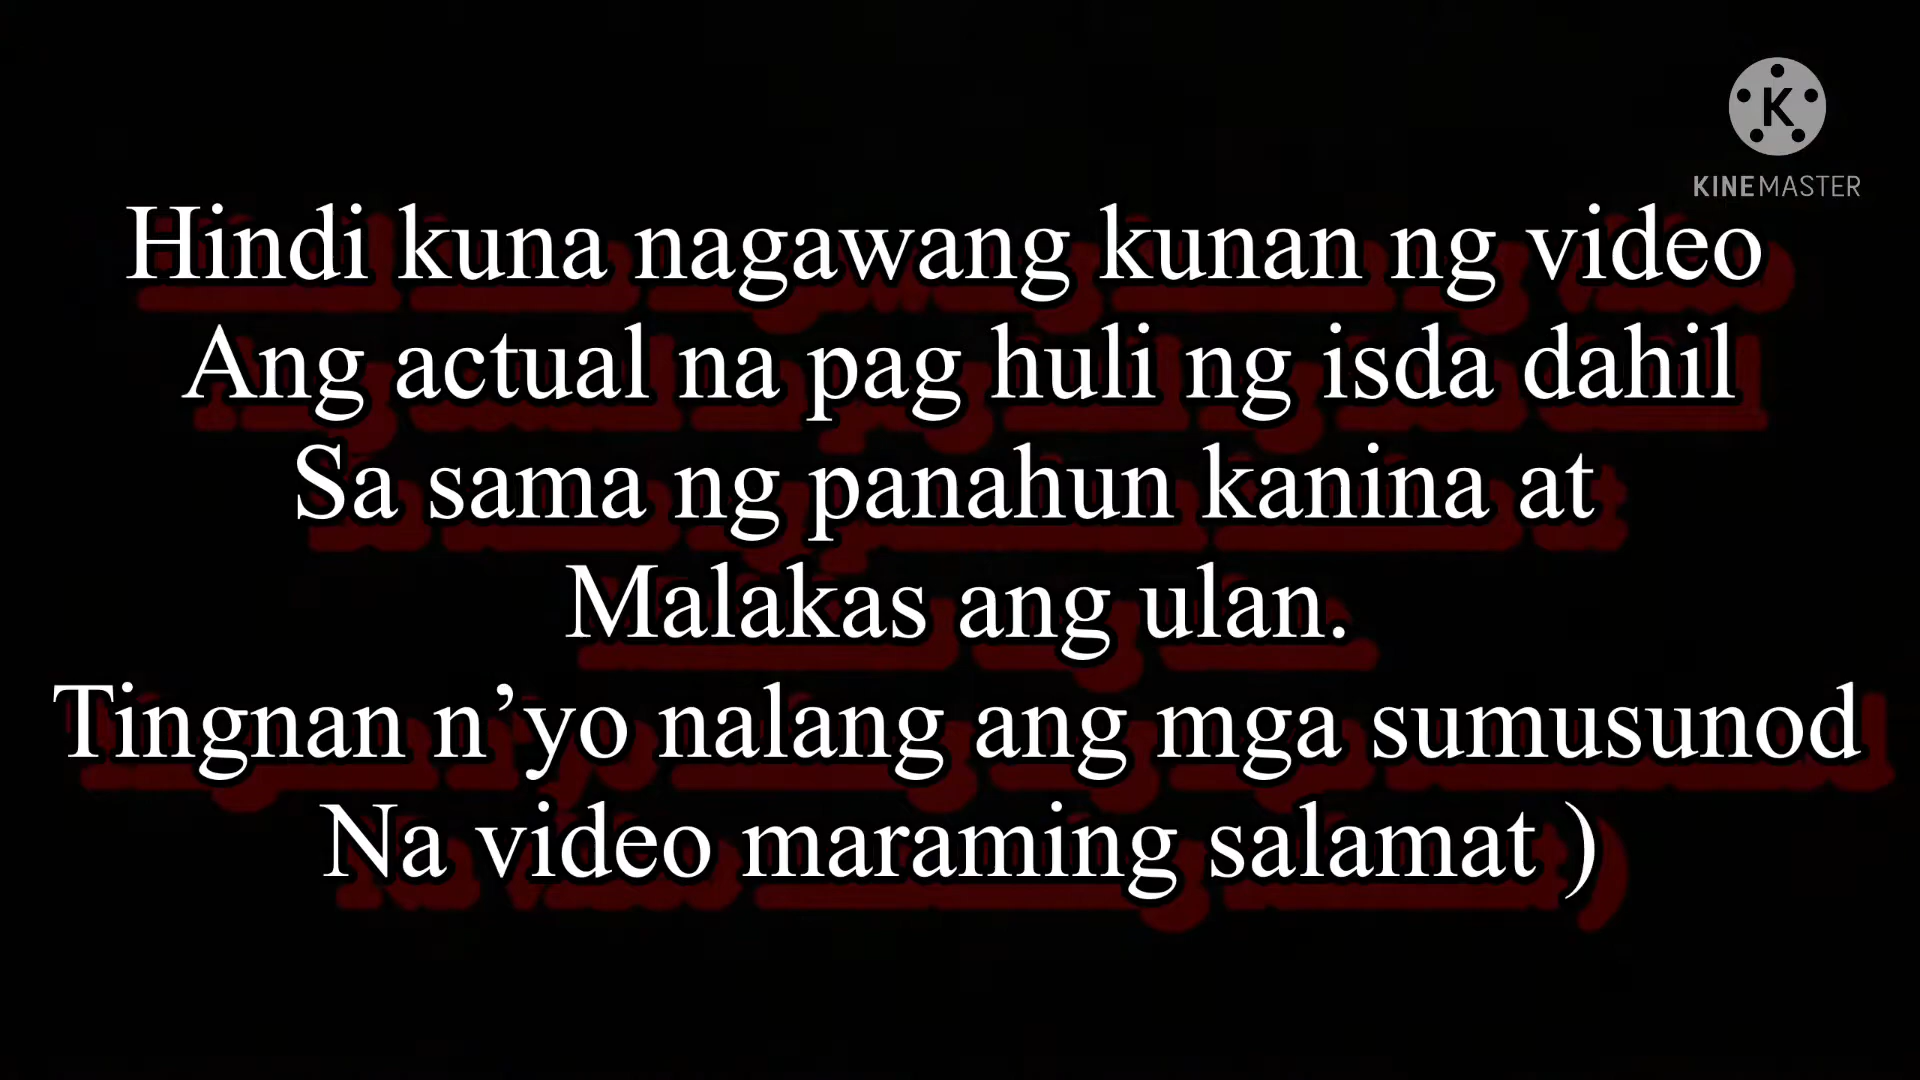 K
KINEMASTER
Hindi kuna nagawang kunan ng video
Ang actual na pag huli ng isda dahil
Sa sama ng panahun kanina at
Malakas ang ulan.
Tingnan n’yo nalang ang mga sumusunod
Na video maraming salamat )